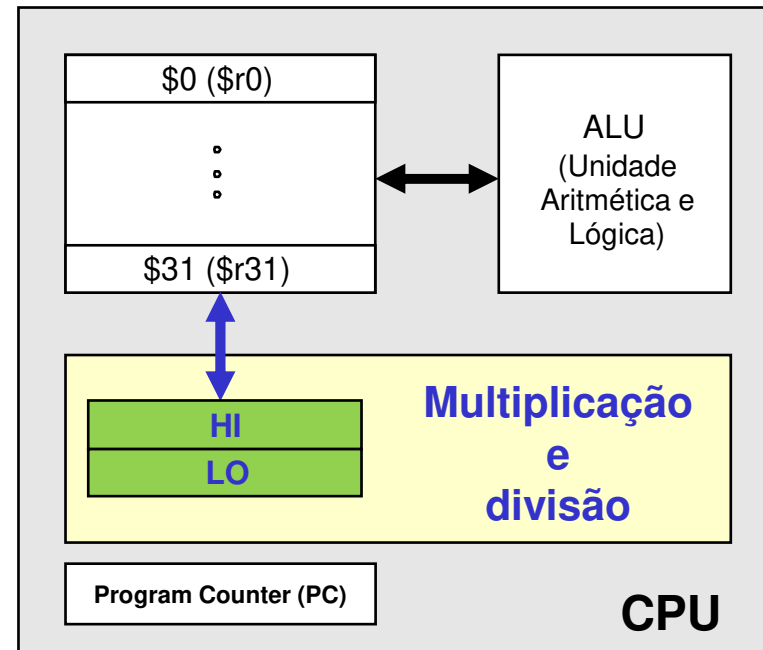 $0 ($r0)
$31 ($r31)
ALU
(Unidade
Aritmética e
Lógica)
HI
LO
Multiplicação
e
divisão
Program Counter (PC)
CPU